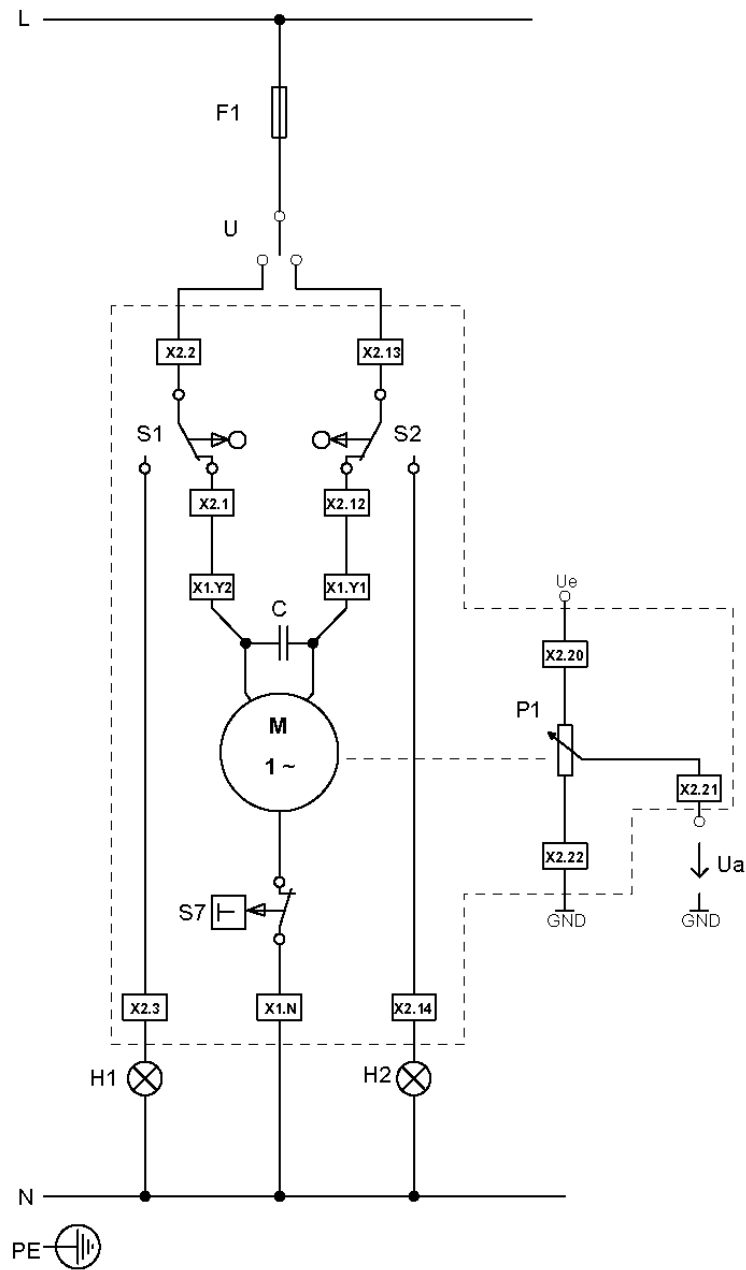 L
F1
U
X2.2
X2.13
S1
S2
X2.1
X2.12
X1.Y2
X1.Y1
C
Ue
X2.20
M
1 ~
P1
X2.21
X2.22
Ua
GND
GND
S7
X2.3
X1.N
X2.14
H1
H2
N
PE